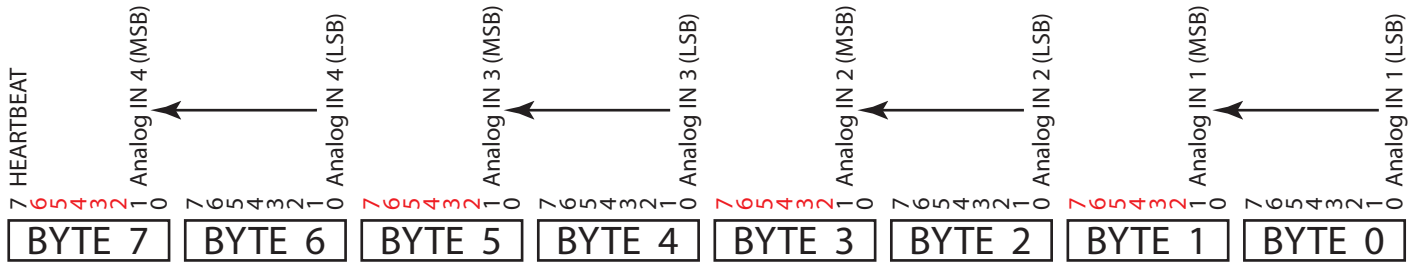 HEARTBEAT
Analog IN 4 (MSB)
Analog IN 4 (LSB)
Analog IN 3 (MSB)
Analog IN 3 (LSB)
Analog IN 2 (MSB)
Analog IN 2 (LSB)
Analog IN 1 (MSB)
Analog IN 1 (LSB)
7 6 5 4 3 2 1 0 7 6 5 4 3 2 1 0 7 6 5 4 3 2 1 0 7 6 5 4 3 2 1 0 7 6 5 4 3 2 1 0 7 6 5 4 3 2 1 0 7 6 5 4 3 2 1 0 7 6 5 4 3 2 1 0
BYTE 7 BYTE 6 BYTE 5 BYTE 4 BYTE 3 BYTE 2 BYTE 1 BYTE 0